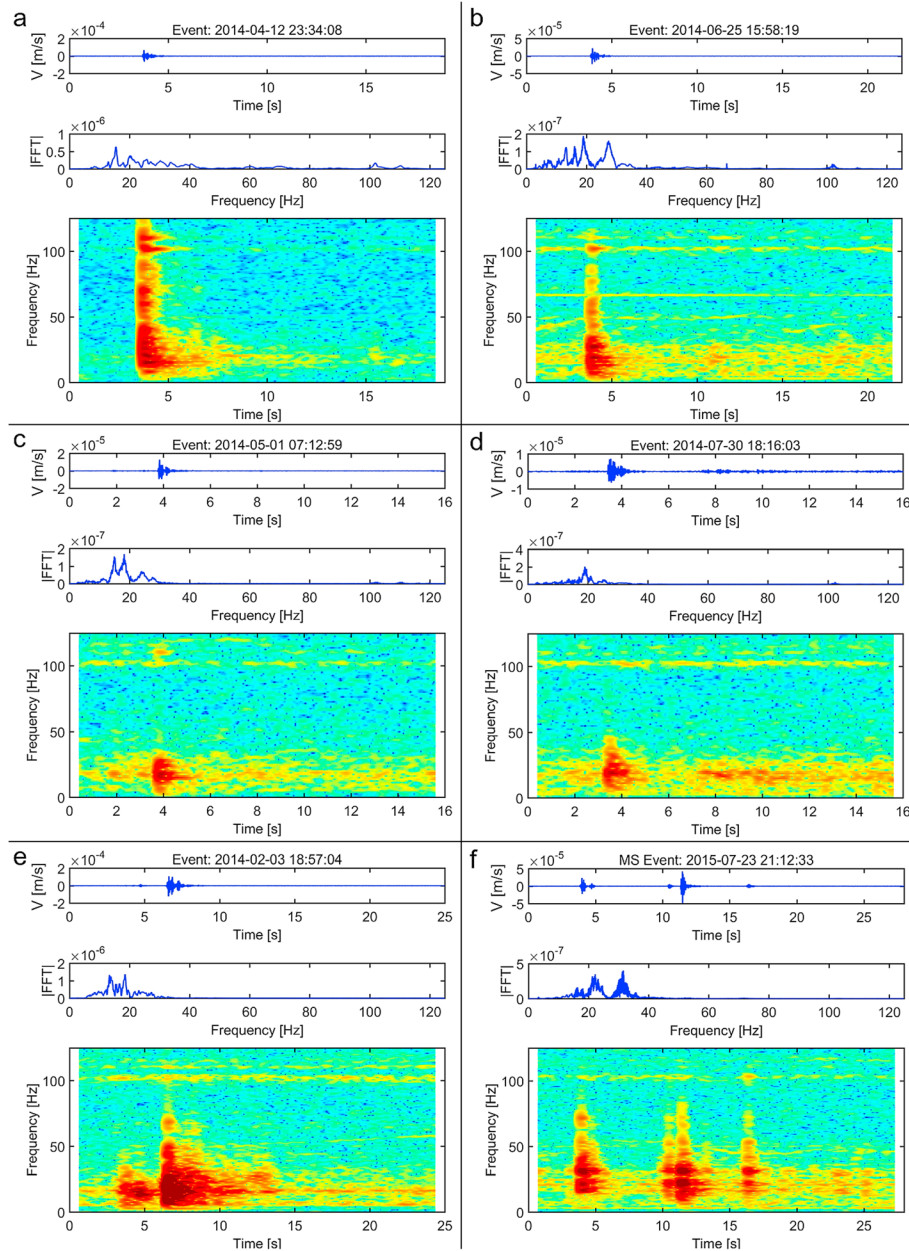 a
Event: 2014-04-12 23:34:08
×10-4
2
0
-2
V [m/s]
0 5 10 15
Time [s]
×10-6
1
0.5
0
|FFT|
0 20 40 60 80 100 120
Frequency [Hz]
100
50
0
Frequency [Hz]
0 5 10 15
Time [s]
b
Event: 2014-06-25 15:58:19
×10-5
5
0
-5
V [m/s]
0 5 10 15 20
Time [s]
×10-7
2
1
0
|FFT|
0 20 40 60 80 100 120
Frequency [Hz]
100
50
0
Frequency [Hz]
0 5 10 15 20
Time [s]
c
Event: 2014-05-01 07:12:59
×10-5
2
0
-2
V [m/s]
0 2 4 6 8 10 12 14 16
Time [s]
×10-7
2
1
0
|FFT|
0 20 40 60 80 100 120
Frequency [Hz]
100
50
0
Frequency [Hz]
0 2 4 6 8 10 12 14 16
Time [s]
d
Event: 2014-07-30 18:16:03
×10-5
1
0
-1
V [m/s]
0 2 4 6 8 10 12 14 16
Time [s]
×10-7
4
2
0
|FFT|
0 20 40 60 80 100 120
Frequency [Hz]
100
50
0
Frequency [Hz]
0 2 4 6 8 10 12 14 16
Time [s]
e
Event: 2014-02-03 18:57:04
×10-4
2
0
-2
V [m/s]
0 5 10 15 20 25
Time [s]
×10-6
2
1
0
|FFT|
0 20 40 60 80 100 120
Frequency [Hz]
100
50
0
Frequency [Hz]
0 5 10 15 20 25
Time [s]
f
MS Event: 2015-07-23 21:12:33
×10-5
5
0
-5
V [m/s]
0 5 10 15 20 25
Time [s]
×10-7
5
0
|FFT|
0 20 40 60 80 100 120
Frequency [Hz]
100
50
0
Frequency [Hz]
0 5 10 15 20 25
Time [s]